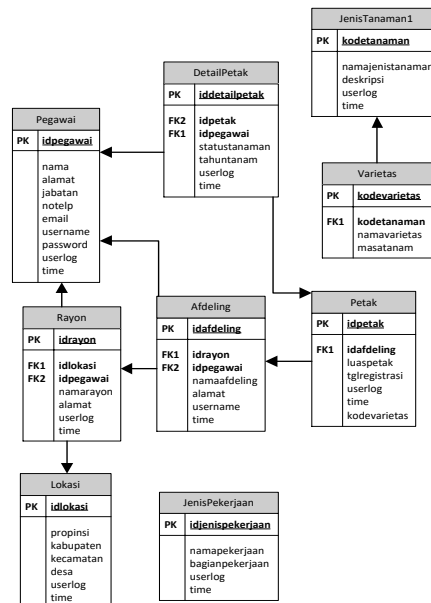 JenisTanaman1
PK kodetanaman
namajenistanaman
deskripsi
userlog
time
DetailPetak
PK iddetailpetak
FK2 idpetak
FK1 idpegawai
statustanaman
tahuntanam
userlog
time
Pegawai
PK idpegawai
nama
alamat
jabatan
notelp
email
username
password
userlog
time
Varietas
PK kodevarietas
FK1 kodetanaman
namavarietas
masatanam
Rayon
PK idrayon
FK1 idlokasi
FK2 idpegawai
namarayon
alamat
userlog
time
Afdeling
PK idafdeling
FK1 idrayon
FK2 idpegawai
namaafdeling
alamat
username
time
Petak
PK idpetak
FK1 idafdeling
luaspetak
tglregistrasi
userlog
time
kodevarietas
Lokasi
PK idlokasi
propinsi
kabupaten
kecamatan
desa
userlog
time
JenisPekerjaan
PK idjenispekerjaan
namapekerjaan
bagianpekerjaan
userlog
time